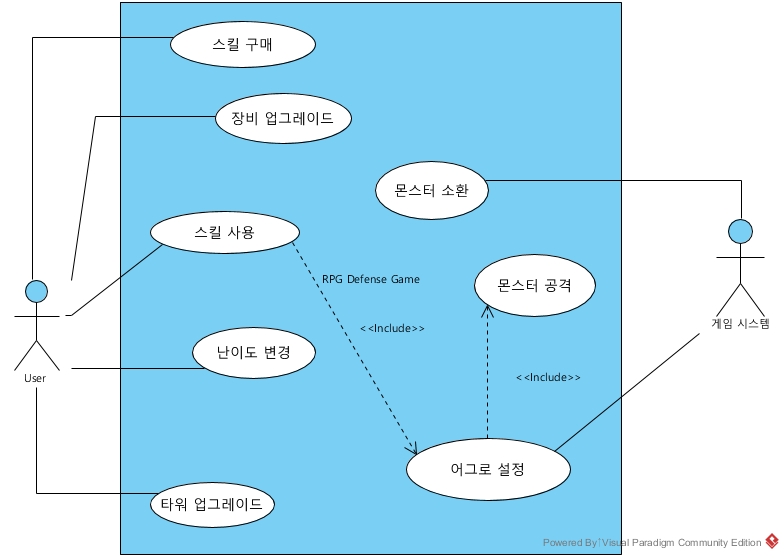 스킬 구매
장비 업그레이드
몬스터 소환
스킬 사용
RPG Defense Game
몬스터 공격
<<Include>>
게임 시스템
난이도 변경
User
<<Include>>
어그로 설정
타워 업그레이드
Powered By Visual Paradigm Community Edition